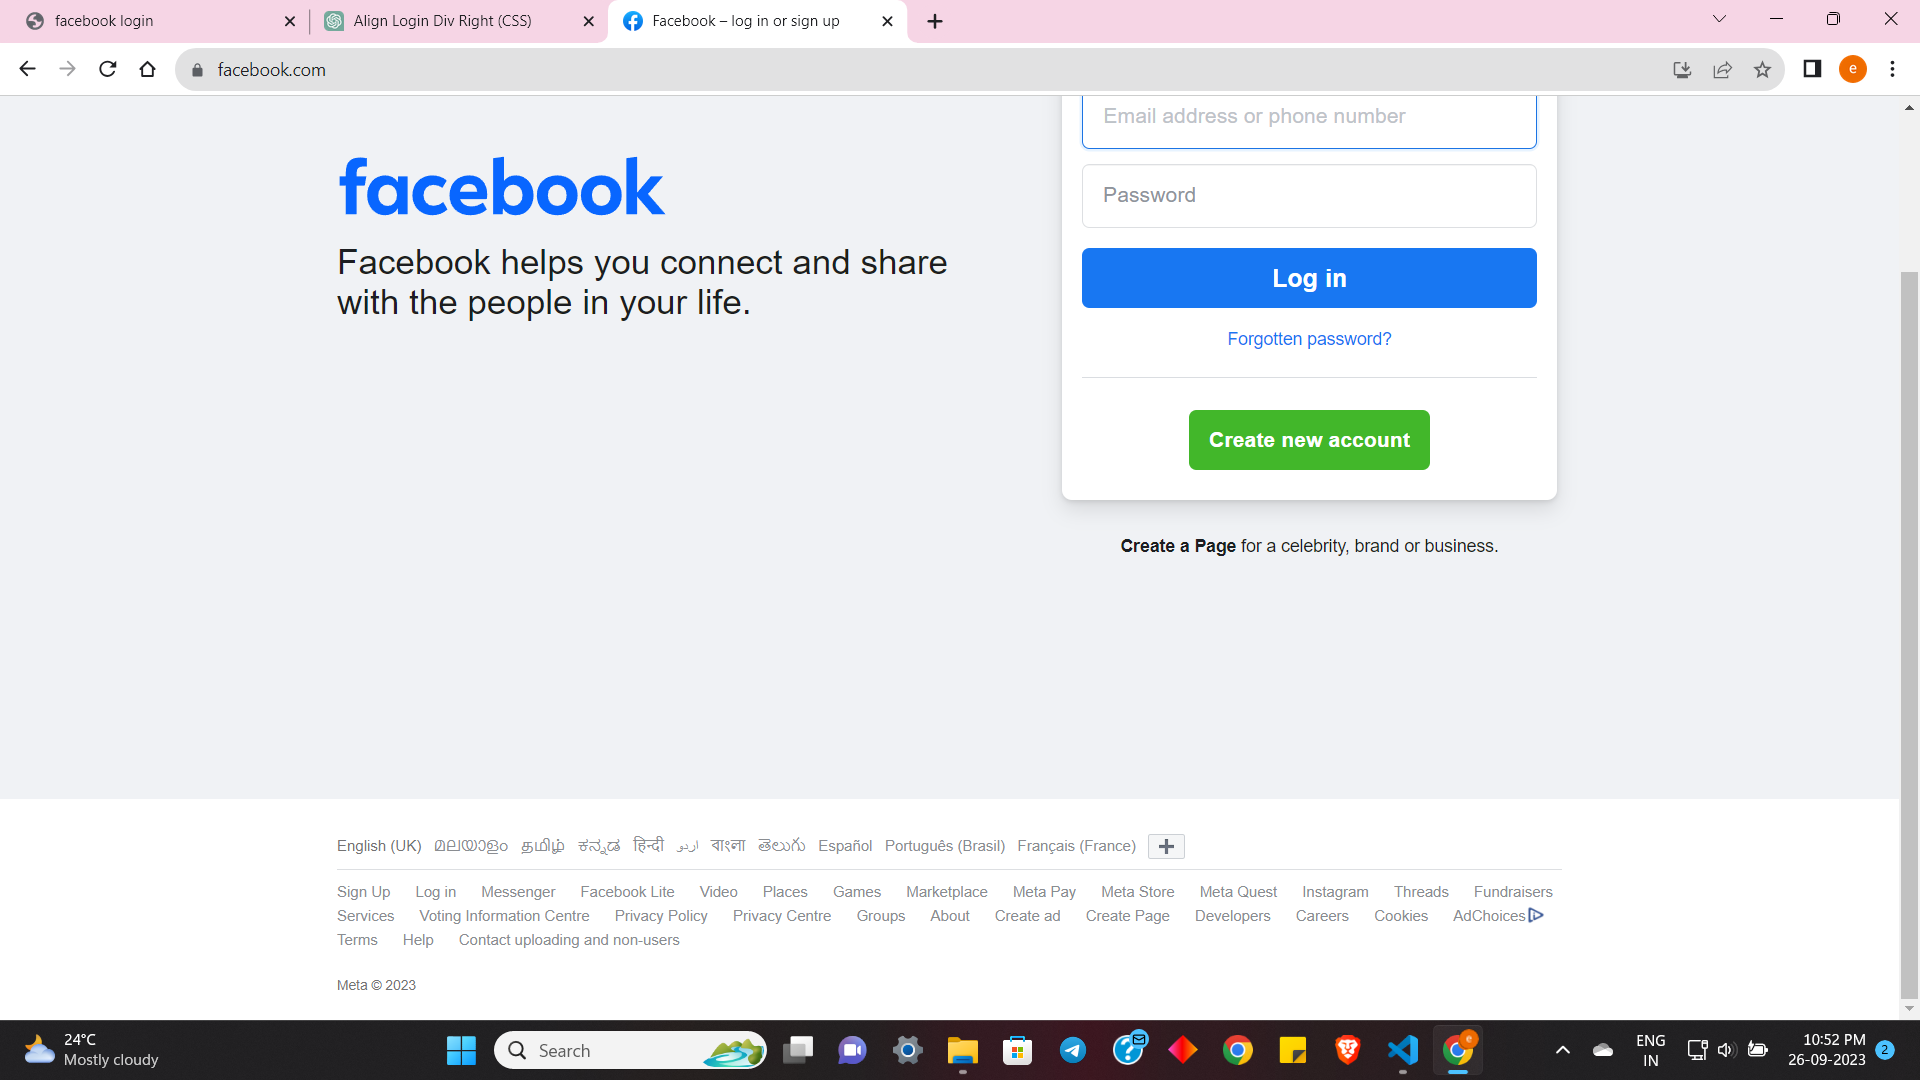 facebook login
Align Login Div Right (CSS)
Facebook – log in or sign up
facebook.com
e
Email address or phone number
Password
Log in
Forgotten password?
Create new account
Create a Page for a celebrity, brand or business.
facebook
Facebook helps you connect and share
with the people in your life.
English (UK) മലയാളം தமிழ் ಕನ್ನಡ हिन्दी اردو বাংলা తెలుగు Español Português (Brasil) Français (France)
Sign Up Log in Messenger Facebook Lite Video Places Games Marketplace Meta Pay Meta Store Meta Quest Instagram Threads Fundraisers
Services Voting Information Centre Privacy Policy Privacy Centre Groups About Create ad Create Page Developers Careers Cookies AdChoices
Terms Help Contact uploading and non-users
Meta © 2023
24°C
Mostly cloudy
Search
e
ENG
IN
10:52 PM
26-09-2023
2